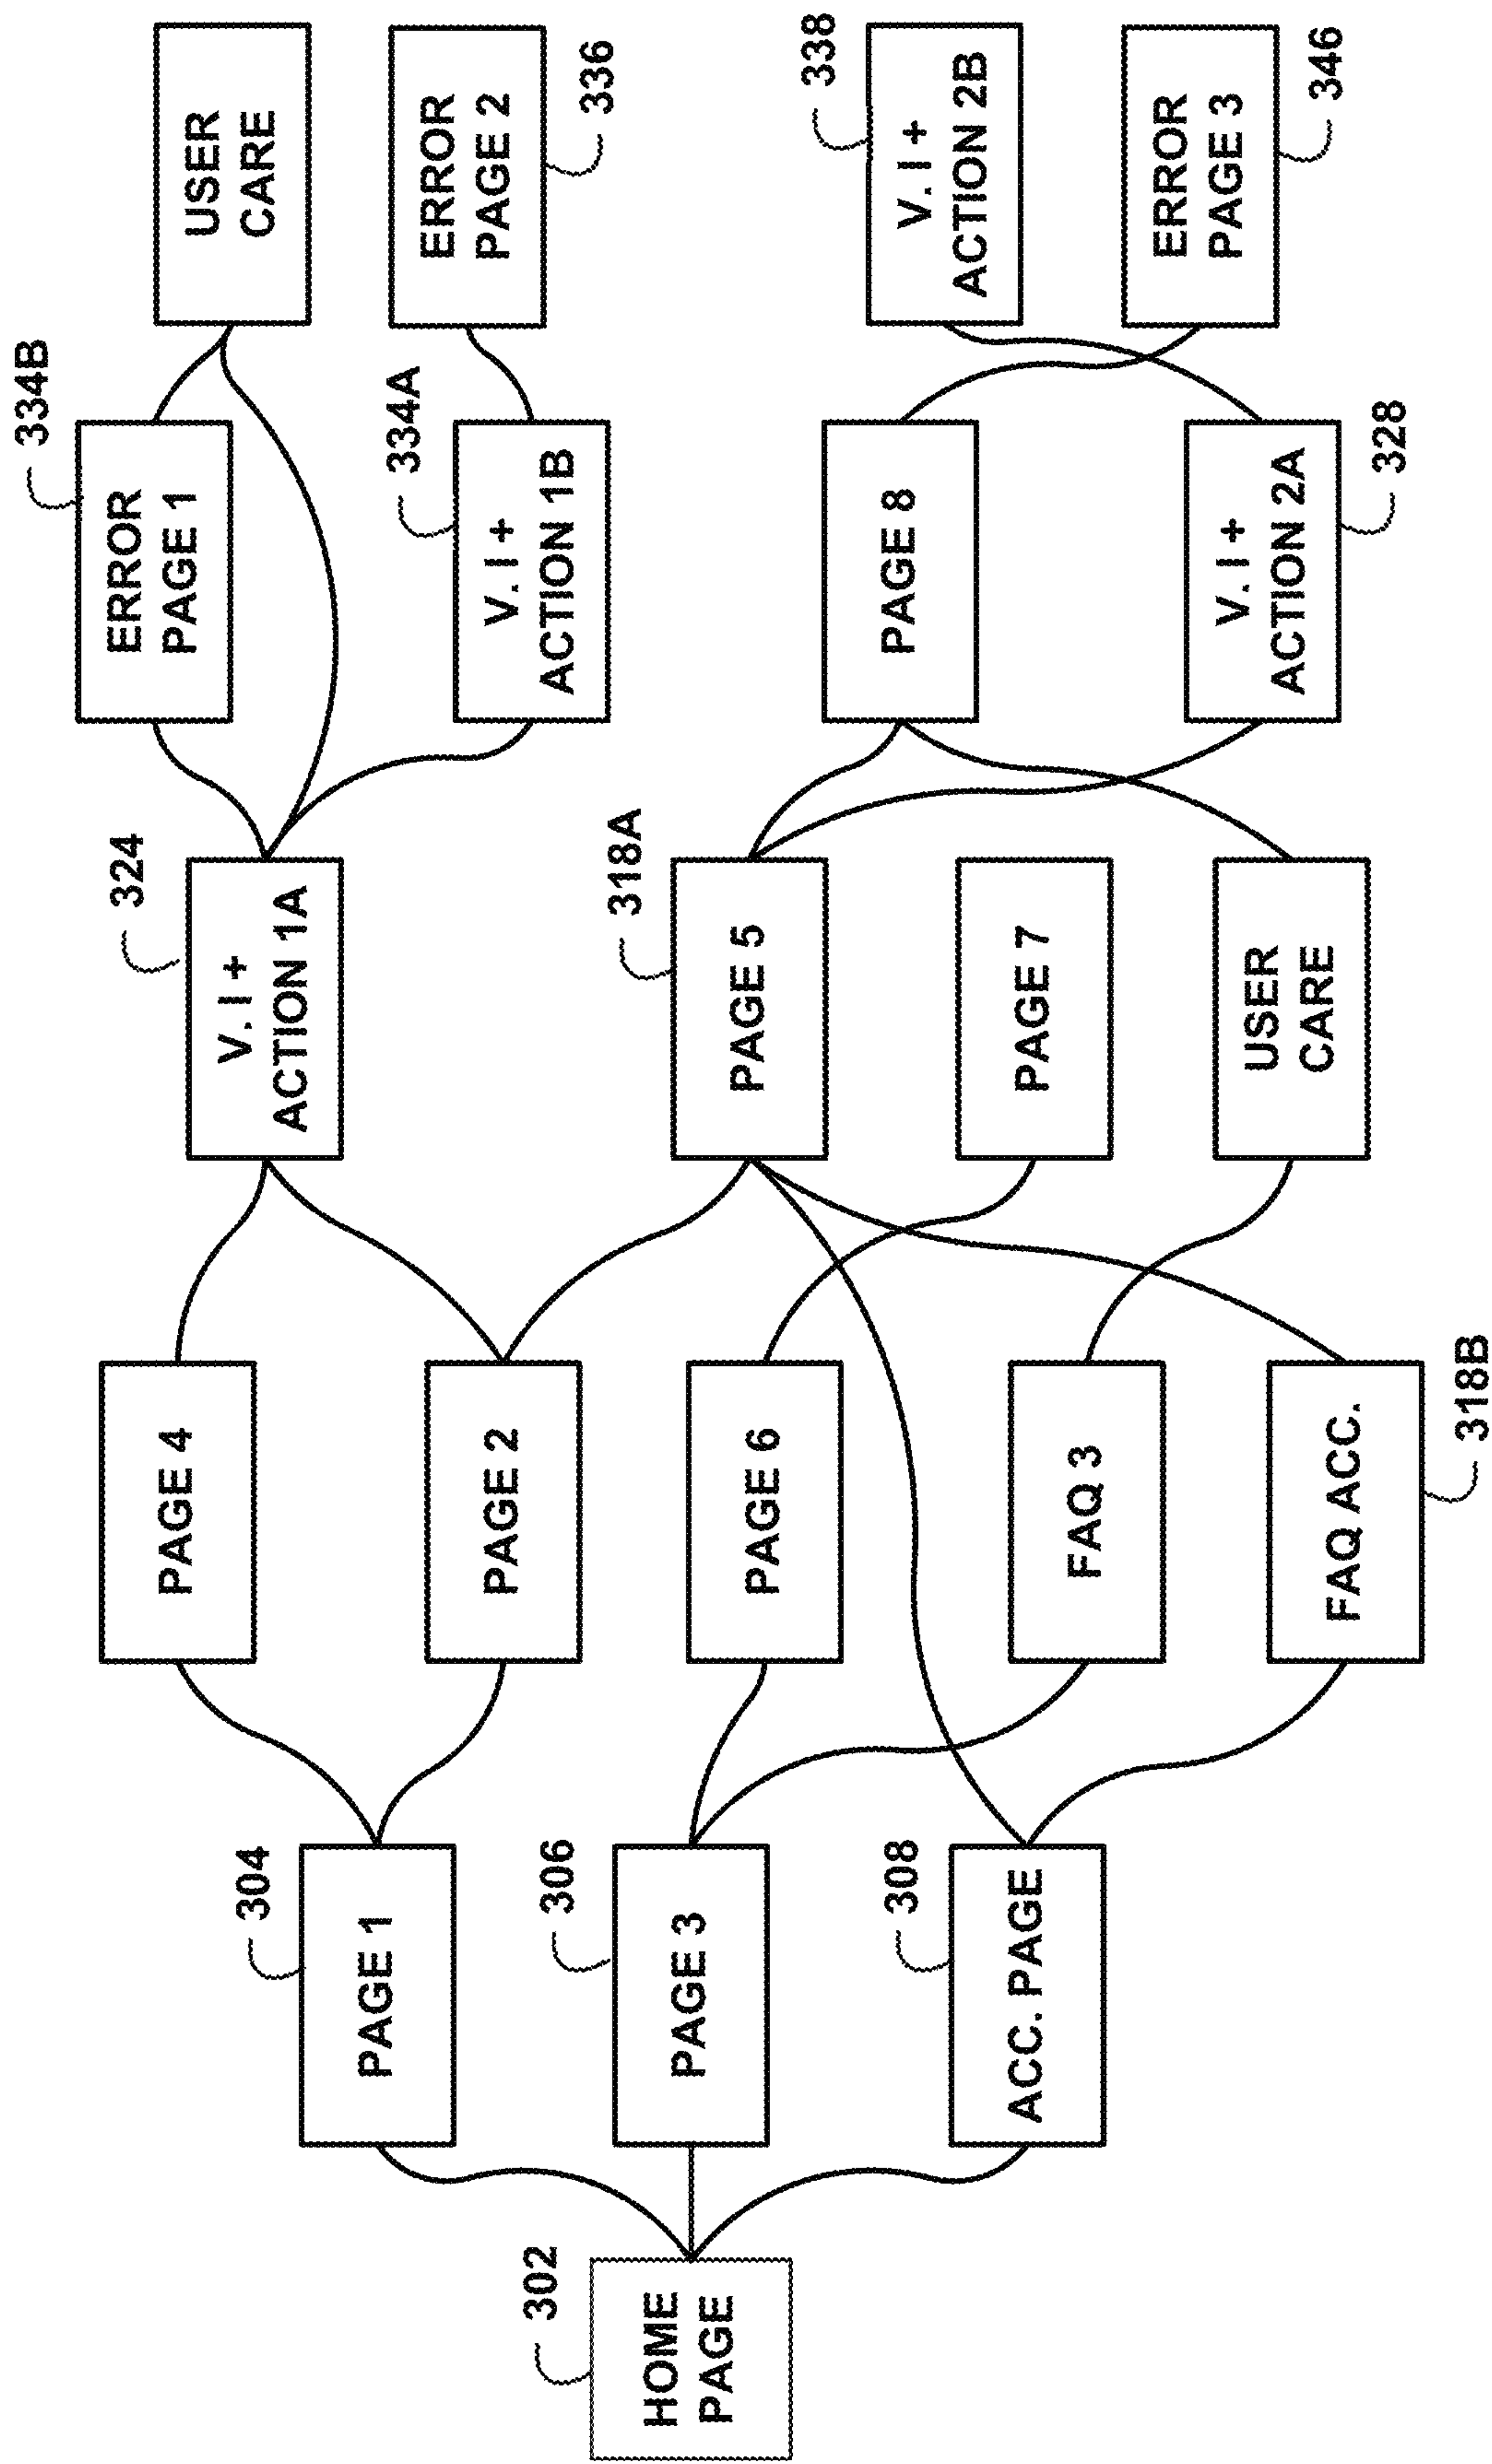 302
HOME
PAGE
304
PAGE 1
306
PAGE 3
308
ACC. PAGE
PAGE 4
PAGE 2
PAGE 6
FAQ 3
FAQ ACC.
318B
324
V. I +
ACTION 1A
318A
PAGE 5
PAGE 7
USER
CARE
334B
ERROR
PAGE 1
334A
V. I +
ACTION 1B
PAGE 8
V. I +
ACTION 2A
328
USER
CARE
ERROR
PAGE 2
336
338
V. I +
ACTION 2B
ERROR
PAGE 3
346